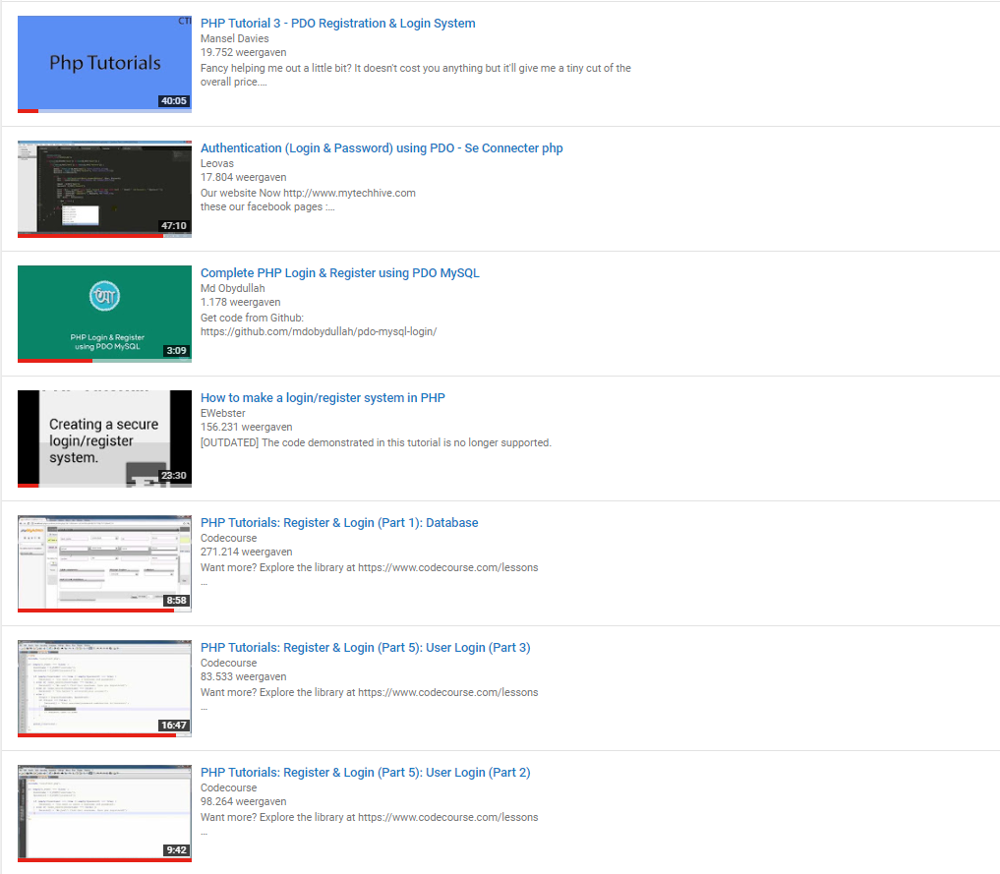 CTI
Php Tutorials
40:05
PHP Tutorial 3 - PDO Registration & Login System
Mansel Davies
19.752 weergaven
Fancy helping me out a little bit? It doesn't cost you anything but it'll give me a tiny cut of the
overall price....
47:10
Authentication (Login & Password) using PDO - Se Connecter php
Leovas
17.804 weergaven
Our website Now http://www.mytechhive.com
these our facebook pages :...
PHP Login & Register
using PDO MySQL
3:09
Complete PHP Login & Register using PDO MySQL
Md Obydullah
1.178 weergaven
Get code from Github:
https://github.com/mdobydullah/pdo-mysql-login/
Creating a secure
login/register
system.
23:30
How to make a login/register system in PHP
EWebster
156.231 weergaven
[OUTDATED] The code demonstrated in this tutorial is no longer supported.
8:58
PHP Tutorials: Register & Login (Part 1): Database
Codecourse
271.214 weergaven
Want more? Explore the library at https://www.codecourse.com/lessons
...
16:47
PHP Tutorials: Register & Login (Part 5): User Login (Part 3)
Codecourse
83.533 weergaven
Want more? Explore the library at https://www.codecourse.com/lessons
...
9:42
PHP Tutorials: Register & Login (Part 5): User Login (Part 2)
Codecourse
98.264 weergaven
Want more? Explore the library at https://www.codecourse.com/lessons
...